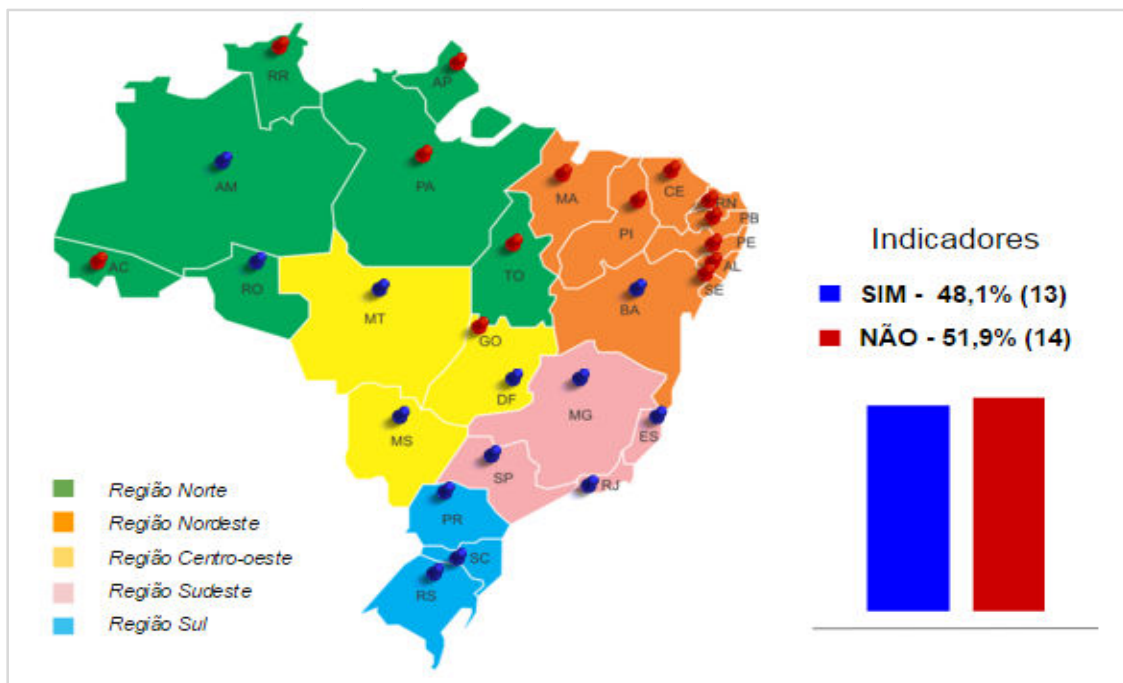 RR
AP
AM
PA
MA
CE
RN
PB
PI
PE
AL
SE
AC
RO
TO
MT
BA
GO
DF
MG
MS
ES
SP
RJ
PR
SC
RS
Indicadores
SIM - 48,1% (13)
NÃO - 51,9% (14)
Região Norte
Região Nordeste
Região Centro-oeste
Região Sudeste
Região Sul